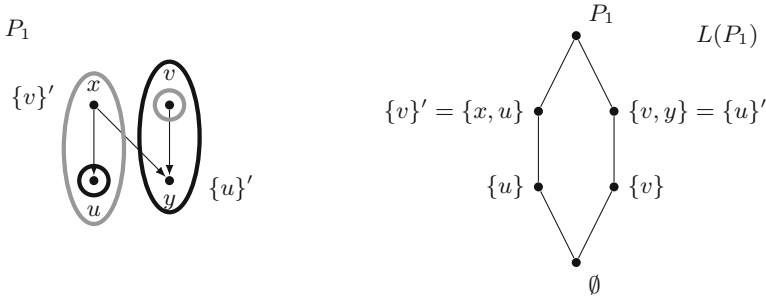 P₁
x
v
{v}′
u
y
{u}′
P₁
L(P₁)
{v}′ = {x, u}
{v, y} = {u}′
{u}
{v}
∅